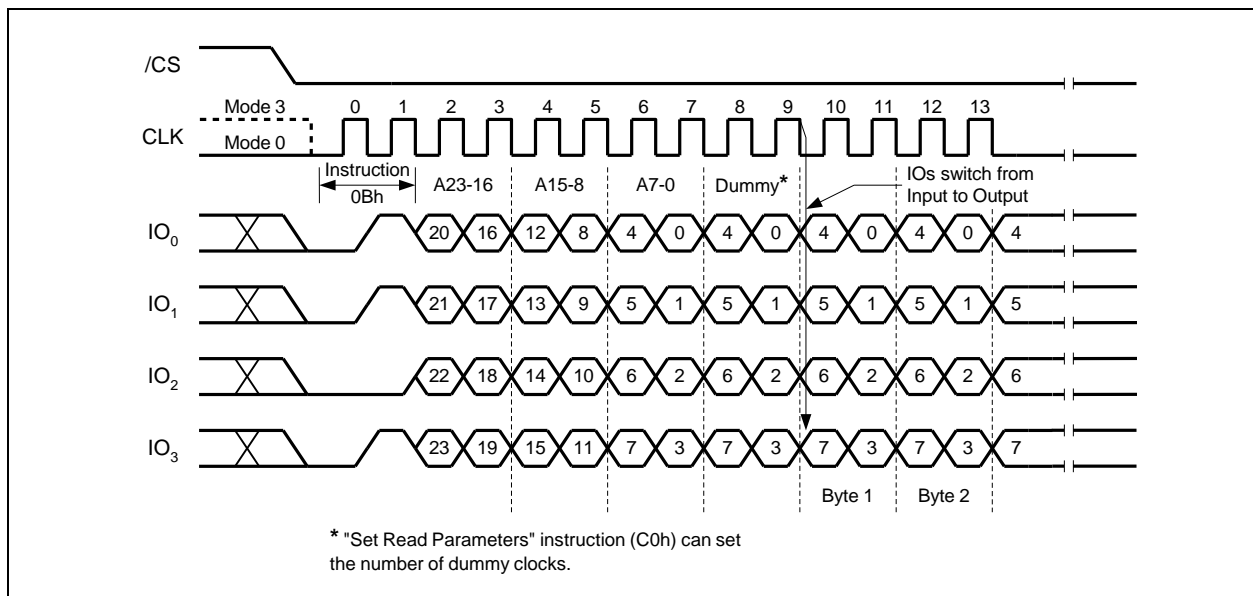 /CS
Mode 3 0 1 2 3 4 5 6 7 8 9 10 11 12 13
CLK
Mode 0
Instruction A23-16 A15-8 A7-0 Dummy* IOs switch from
0Bh Input to Output
IO0 20 16 12 8 4 0 4 0 4 0 4 0 4
IO1 21 17 13 9 5 1 5 1 5 1 5 1 5
IO2 22 18 14 10 6 2 6 2 6 2 6 2 6
IO3 23 19 15 11 7 3 7 3 7 3 7 3 7
Byte 1 Byte 2
* "Set Read Parameters" instruction (C0h) can set
the number of dummy clocks.